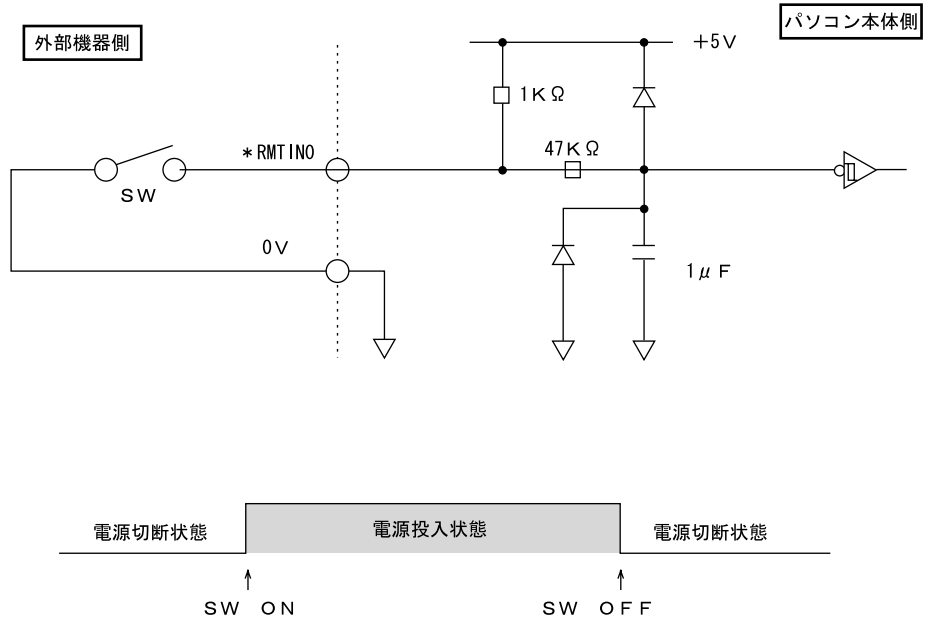 外部機器側
パソコン本体側
+5V
1KΩ
*RMTIN0
47KΩ
SW
0V
1μF
電源切断状態
電源投入状態
電源切断状態
SW ON
SW OFF